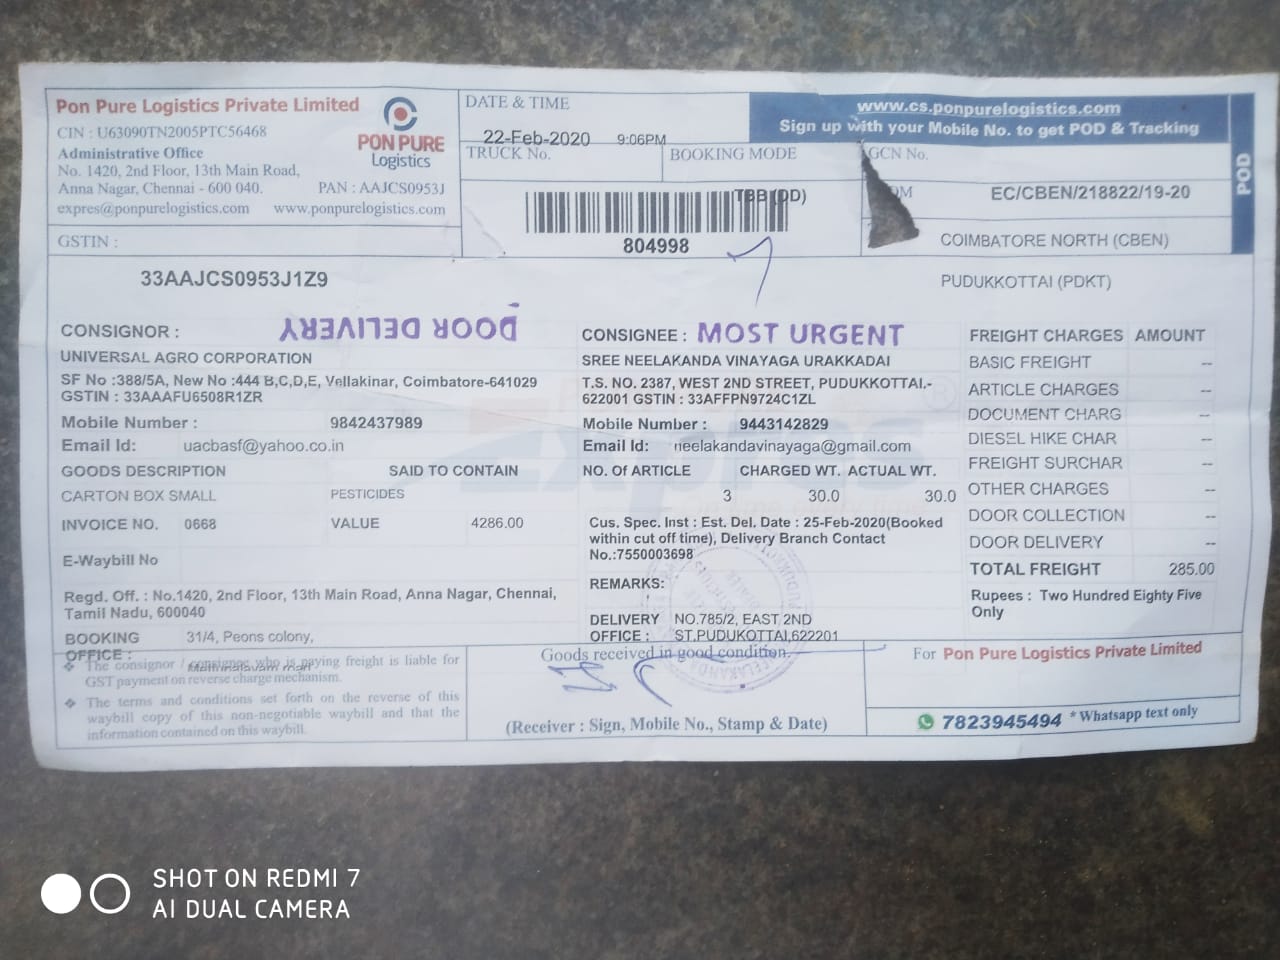 Pon Pure Logistics Private Limited
CIN : U63090TN2005PTC56468
Administrative Office
No. 1420, 2nd Floor, 13th Main Road,
Anna Nagar, Chennai - 600 040. PAN : AAJCS0953J
expres@ponpurelogistics.com www.ponpurelogistics.com
PON PURE
Logistics
GSTIN :
33AAJCS0953J1Z9
DATE & TIME
22-Feb-2020 9:06PM
TRUCK No. BOOKING MODE
TBB (DD)
804998
www.cs.ponpurelogistics.com
Sign up with your Mobile No. to get POD & Tracking
GCN No.
EC/CBEN/218822/19-20
COIMBATORE NORTH (CBEN)
PUDUKKOTTAI (PDKT)
POD
CONSIGNOR : DOOR DELIVERY
UNIVERSAL AGRO CORPORATION
SF No :388/5A, New No :444 B,C,D,E, Vellakinar, Coimbatore-641029
GSTIN : 33AAAFU6508R1ZR
Mobile Number : 9842437989
Email Id: uacbasf@yahoo.co.in
GOODS DESCRIPTION SAID TO CONTAIN
CARTON BOX SMALL PESTICIDES
INVOICE NO. 0668 VALUE 4286.00
E-Waybill No
Regd. Off. : No.1420, 2nd Floor, 13th Main Road, Anna Nagar, Chennai,
Tamil Nadu, 600040
BOOKING OFFICE : 31/4, Peons colony,
CONSIGNEE : MOST URGENT
SREE NEELAKANDA VINAYAGA URAKKADAI
T.S. NO. 2387, WEST 2ND STREET, PUDUKKOTTAI.-
622001 GSTIN : 33AFFPN9724C1ZL
Mobile Number : 9443142829
Email Id: neelakandavinayaga@gmail.com
NO. Of ARTICLE CHARGED WT. ACTUAL WT.
3 30.0 30.0
Cus. Spec. Inst : Est. Del. Date : 25-Feb-2020(Booked
within cut off time), Delivery Branch Contact
No.:7550003698
REMARKS:
DELIVERY NO.785/2, EAST 2ND
OFFICE : ST.PUDUKOTTAI,622201
FREIGHT CHARGES AMOUNT
BASIC FREIGHT --
ARTICLE CHARGES --
DOCUMENT CHARG --
DIESEL HIKE CHAR --
FREIGHT SURCHAR --
OTHER CHARGES --
DOOR COLLECTION --
DOOR DELIVERY --
TOTAL FREIGHT 285.00
Rupees : Two Hundred Eighty Five
Only
The consignor / consignee who is paying freight is liable for
GST payment on reverse charge mechanism.
The terms and conditions set forth on the reverse of this
waybill copy of this non-negotiable waybill and that the
information contained on this waybill.
Goods received in good condition.
(Receiver : Sign, Mobile No., Stamp & Date)
For Pon Pure Logistics Private Limited
7823945494 * Whatsapp text only
SHOT ON REDMI 7
AI DUAL CAMERA